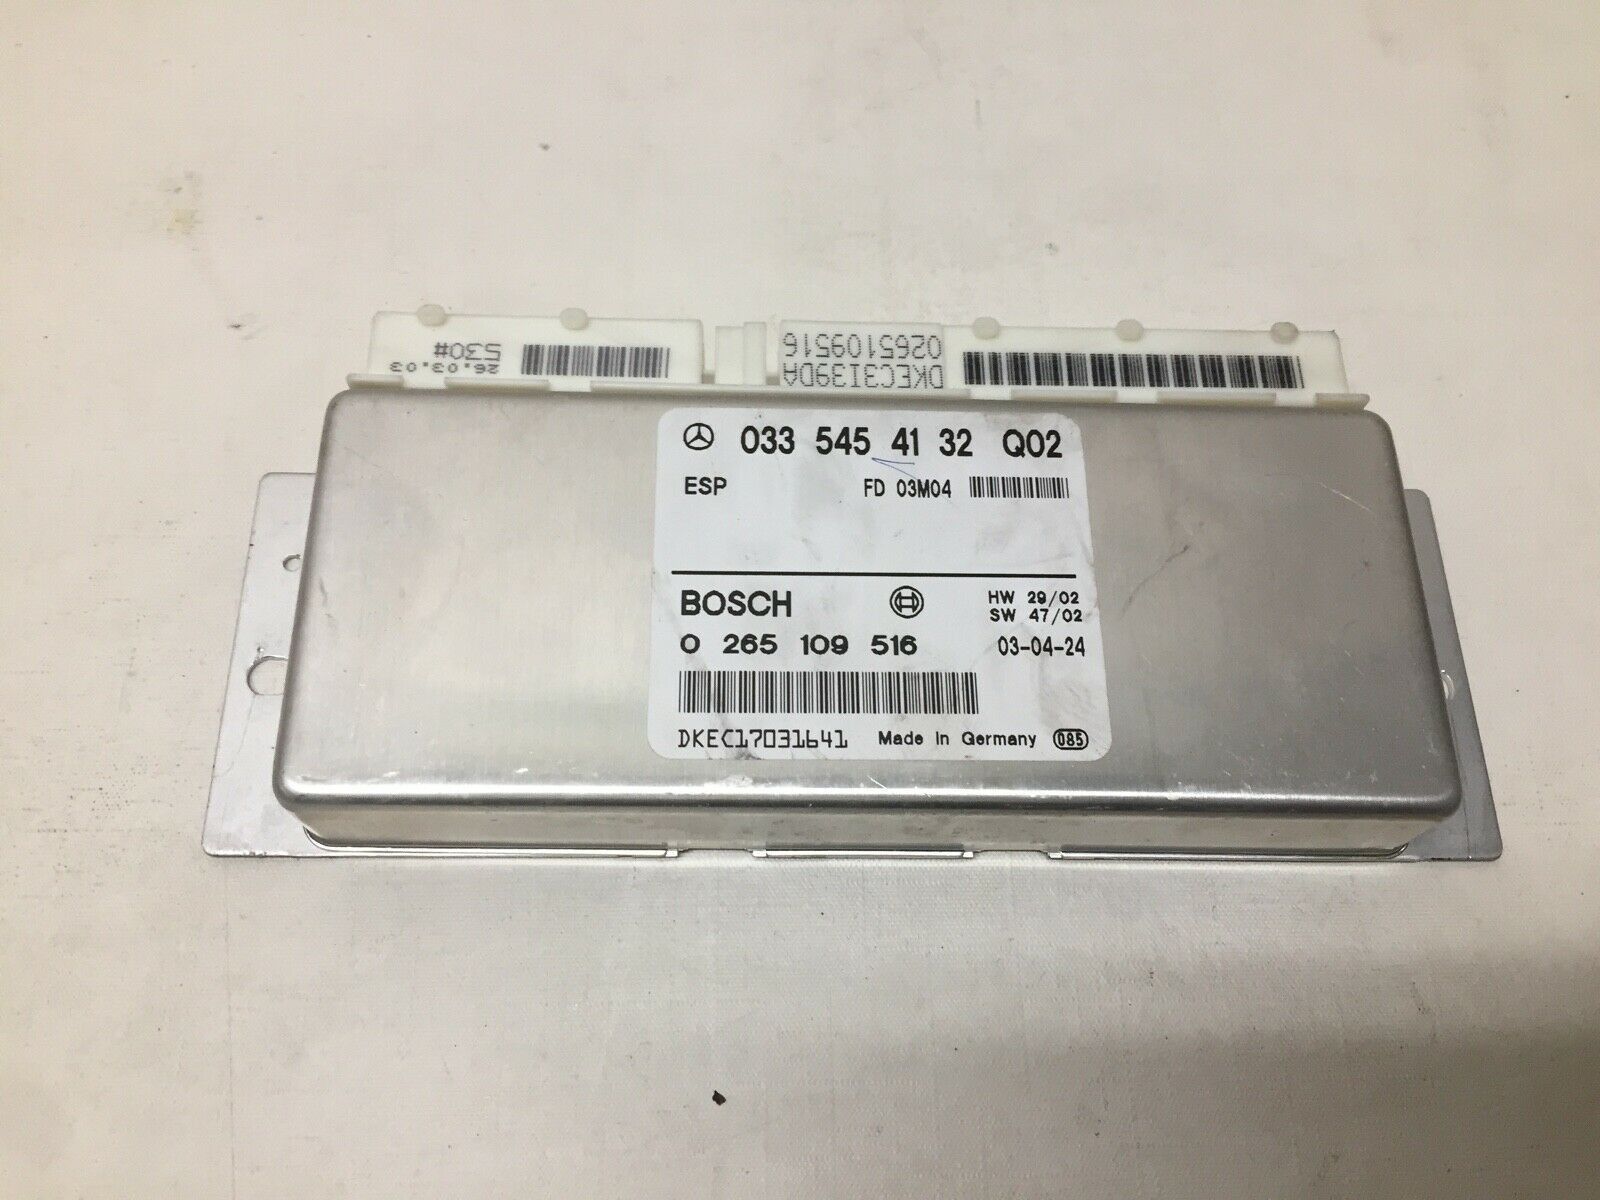 530#
26.03.03
0265109516
DKEC3I39DA
033 545 41 32 Q02
ESP FD 03M04
BOSCH HW 29/02
SW 47/02
0 265 109 516 03-04-24
DKEC17031641 Made in Germany 085